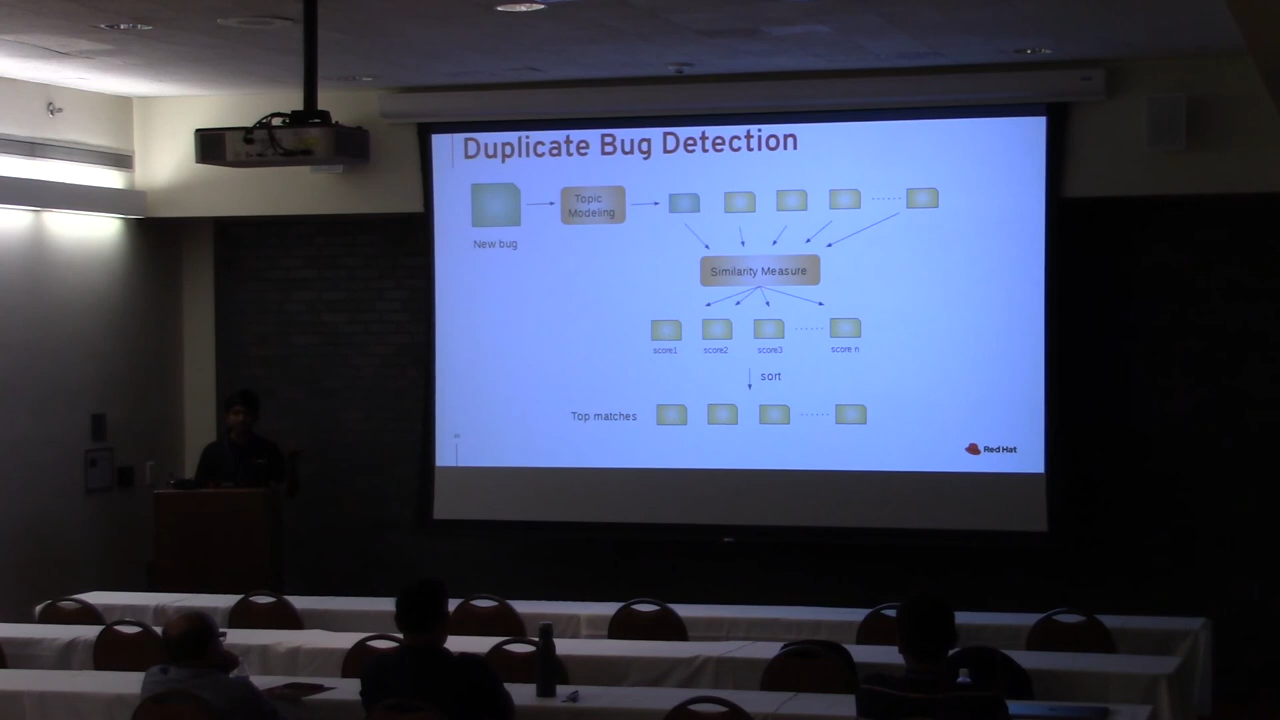 Duplicate Bug Detection
Topic
Modeling
New bug
Similarity Measure
score1
score2
score3
score n
sort
Top matches
Red Hat